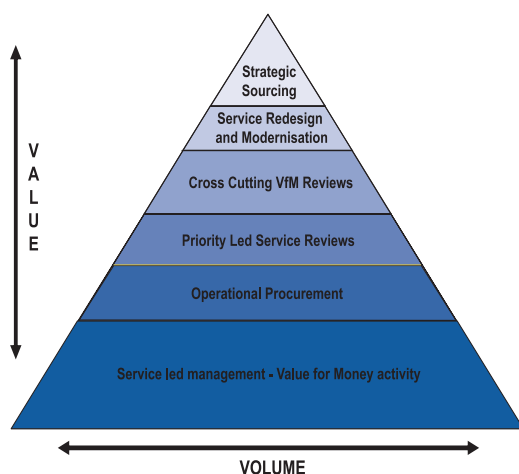 Strategic
Sourcing
Service Redesign
and Modernisation
Cross Cutting VfM Reviews
Priority Led Service Reviews
Operational Procurement
Service led management - Value for Money activity
VALUE
VOLUME